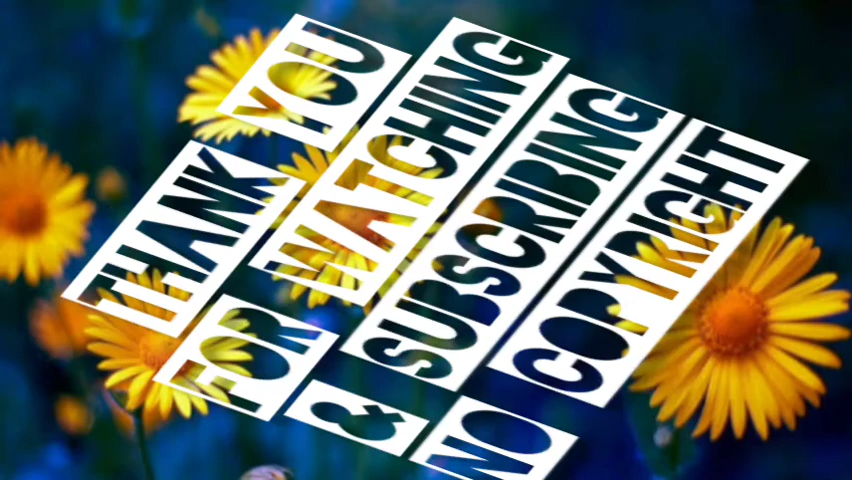 THANK YOU
FOR WATCHING
& SUBSCRIBING
NO COPYRIGHT